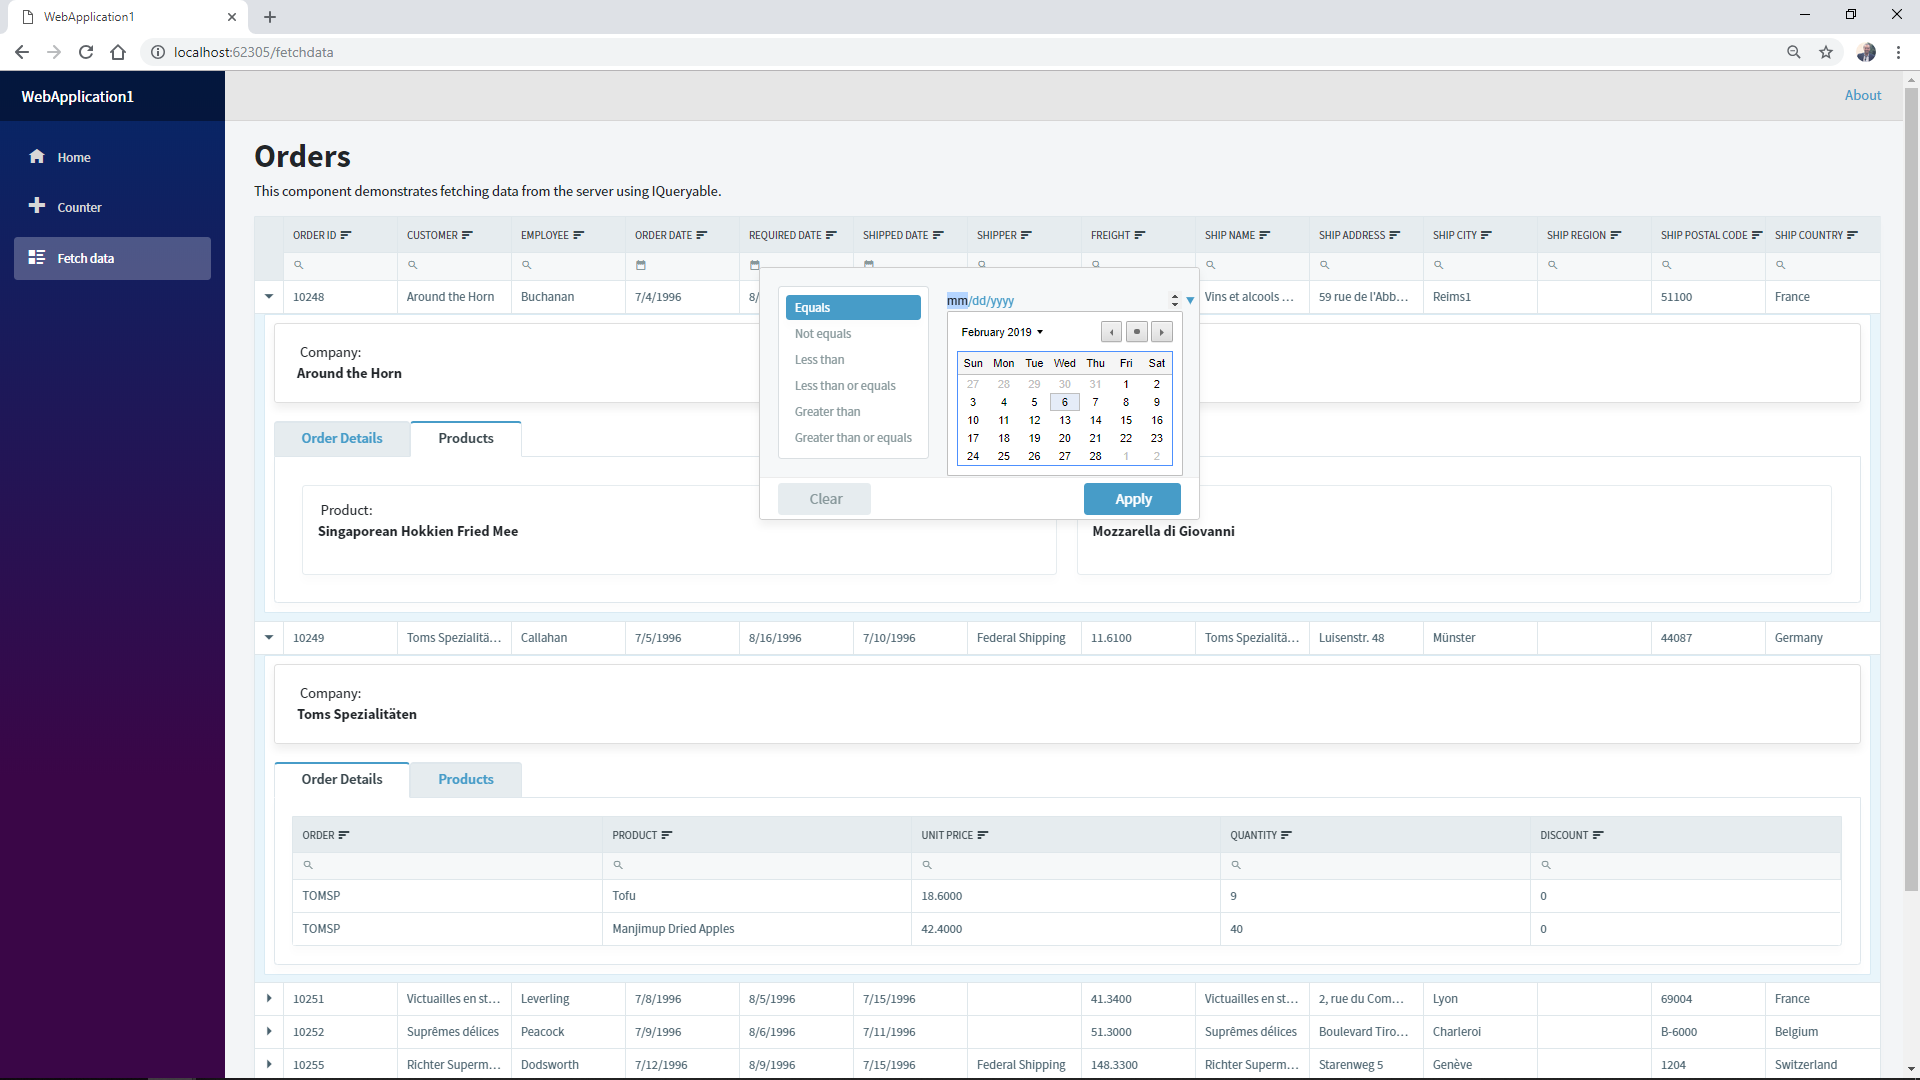 WebApplication1
localhost:62305/fetchdata
WebApplication1
About
Home
Counter
Fetch data
Orders
This component demonstrates fetching data from the server using IQueryable.
ORDER ID CUSTOMER EMPLOYEE ORDER DATE REQUIRED DATE SHIPPED DATE SHIPPER FREIGHT SHIP NAME SHIP ADDRESS SHIP CITY SHIP REGION SHIP POSTAL CODE SHIP COUNTRY
10248 Around the Horn Buchanan 7/4/1996 8/ Vins et alcools ... 59 rue de l'Abb... Reims1 51100 France
Equals
Not equals
Less than
Less than or equals
Greater than
Greater than or equals
mm/dd/yyyy
February 2019
Sun Mon Tue Wed Thu Fri Sat
27 28 29 30 31 1 2
3 4 5 6 7 8 9
10 11 12 13 14 15 16
17 18 19 20 21 22 23
24 25 26 27 28 1 2
Clear Apply
Company:
Around the Horn
Order Details Products
Product:
Singaporean Hokkien Fried Mee
Mozzarella di Giovanni
10249 Toms Spezialitä... Callahan 7/5/1996 8/16/1996 7/10/1996 Federal Shipping 11.6100 Toms Spezialitä... Luisenstr. 48 Münster 44087 Germany
Company:
Toms Spezialitäten
Order Details Products
ORDER PRODUCT UNIT PRICE QUANTITY DISCOUNT
TOMSP Tofu 18.6000 9 0
TOMSP Manjimup Dried Apples 42.4000 40 0
10251 Victuailles en st... Leverling 7/8/1996 8/5/1996 7/15/1996 41.3400 Victuailles en st... 2, rue du Com... Lyon 69004 France
10252 Suprêmes délices Peacock 7/9/1996 8/6/1996 7/11/1996 51.3000 Suprêmes délices Boulevard Tiro... Charleroi B-6000 Belgium
10255 Richter Superm... Dodsworth 7/12/1996 8/9/1996 7/15/1996 Federal Shipping 148.3300 Richter Superm... Starenweg 5 Genève 1204 Switzerland